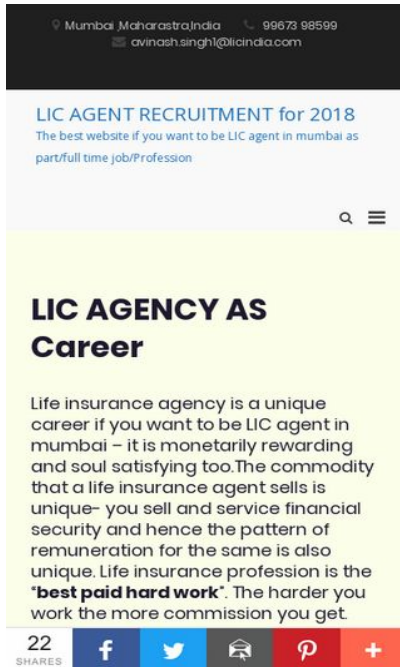 Mumbai ,Maharastra,India 99673 98599
avinash.singh1@licindia.com
LIC AGENT RECRUITMENT for 2018
The best website if you want to be LIC agent in mumbai as
part/full time job/Profession
LIC AGENCY AS
Career
Life insurance agency is a unique
career if you want to be LIC agent in
mumbai – it is monetarily rewarding
and soul satisfying too.The commodity
that a life insurance agent sells is
unique- you sell and service financial
security and hence the pattern of
remuneration for the same is also
unique. Life insurance profession is the
"best paid hard work". The harder you
work the more commission you get.
22
SHARES